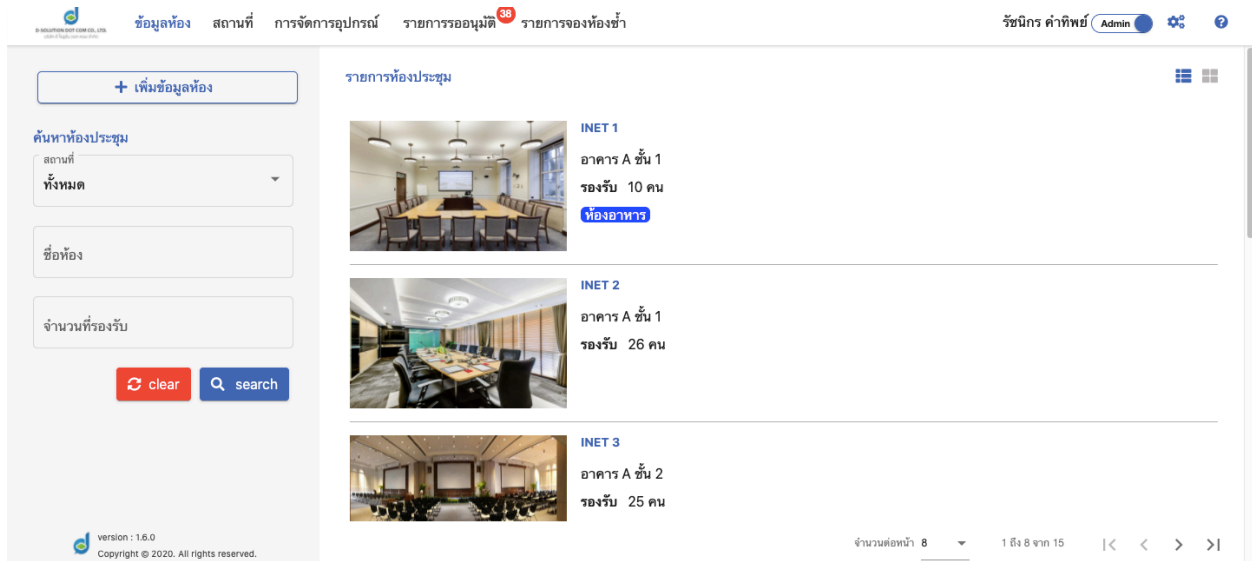 D-SOLUTION DOT COM CO., LTD.
ข้อมูลห้อง สถานที่ การจัดการอุปกรณ์ รายการรออนุมัติ 38 รายการจองห้องซ้ำ
รัชนิกร คำทิพย์ Admin
+ เพิ่มข้อมูลห้อง
ค้นหาห้องประชุม
สถานที่
ทั้งหมด
ชื่อห้อง
จำนวนที่รองรับ
clear search
version : 1.6.0
Copyright @ 2020. All rights reserved.
รายการห้องประชุม
INET 1
อาคาร A ชั้น 1
รองรับ 10 คน
ห้องอาหาร
INET 2
อาคาร A ชั้น 1
รองรับ 26 คน
INET 3
อาคาร A ชั้น 2
รองรับ 25 คน
จำนวนต่อหน้า 8 1 ถึง 8 จาก 15